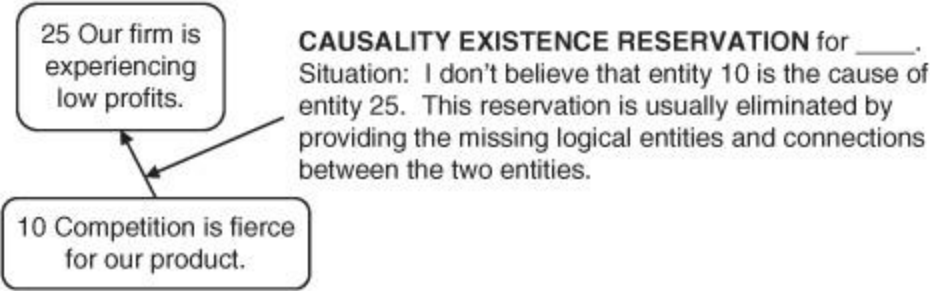 25 Our firm is
experiencing
low profits.
CAUSALITY EXISTENCE RESERVATION for ____.
Situation:  I don't believe that entity 10 is the cause of
entity 25.  This reservation is usually eliminated by
providing the missing logical entities and connections
between the two entities.
10 Competition is fierce
for our product.